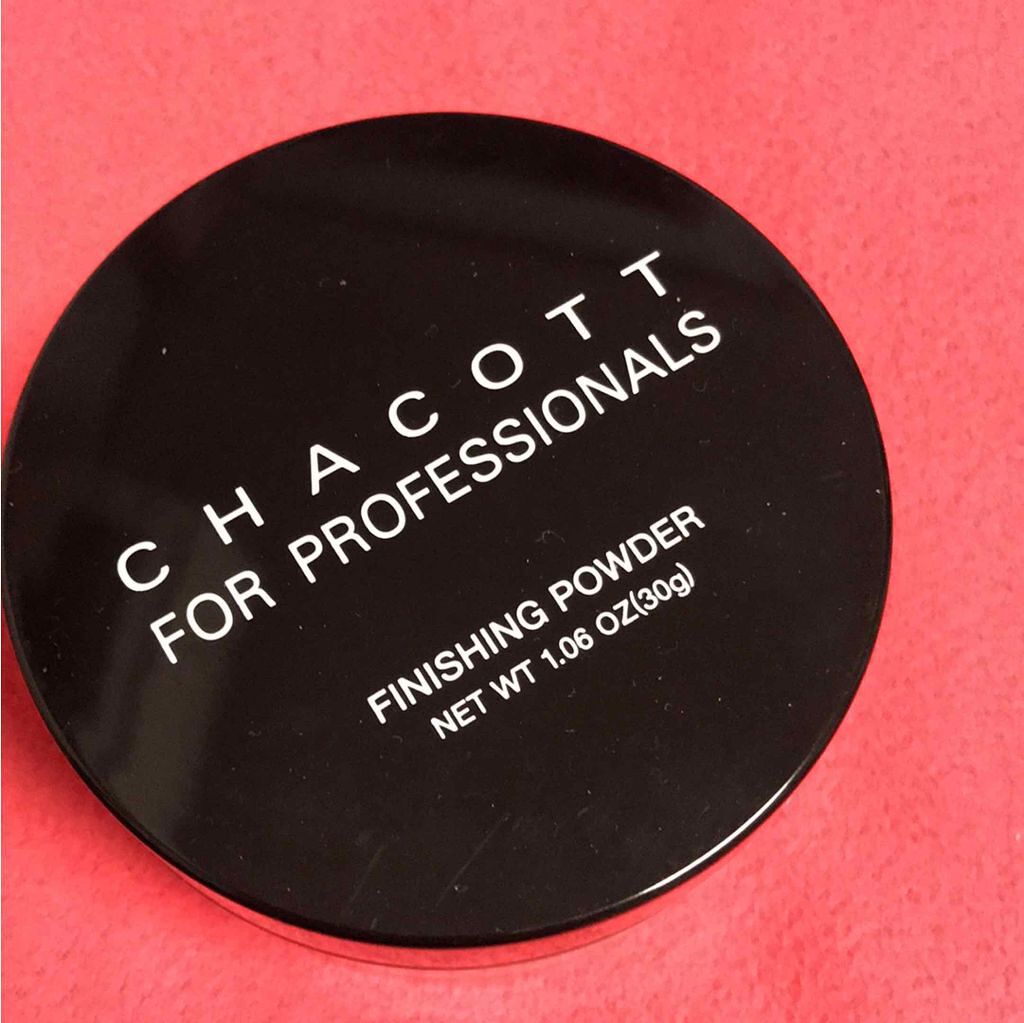 CHACOTT
FOR PROFESSIONALS
FINISHING POWDER
NET WT 1.06 OZ(30g)